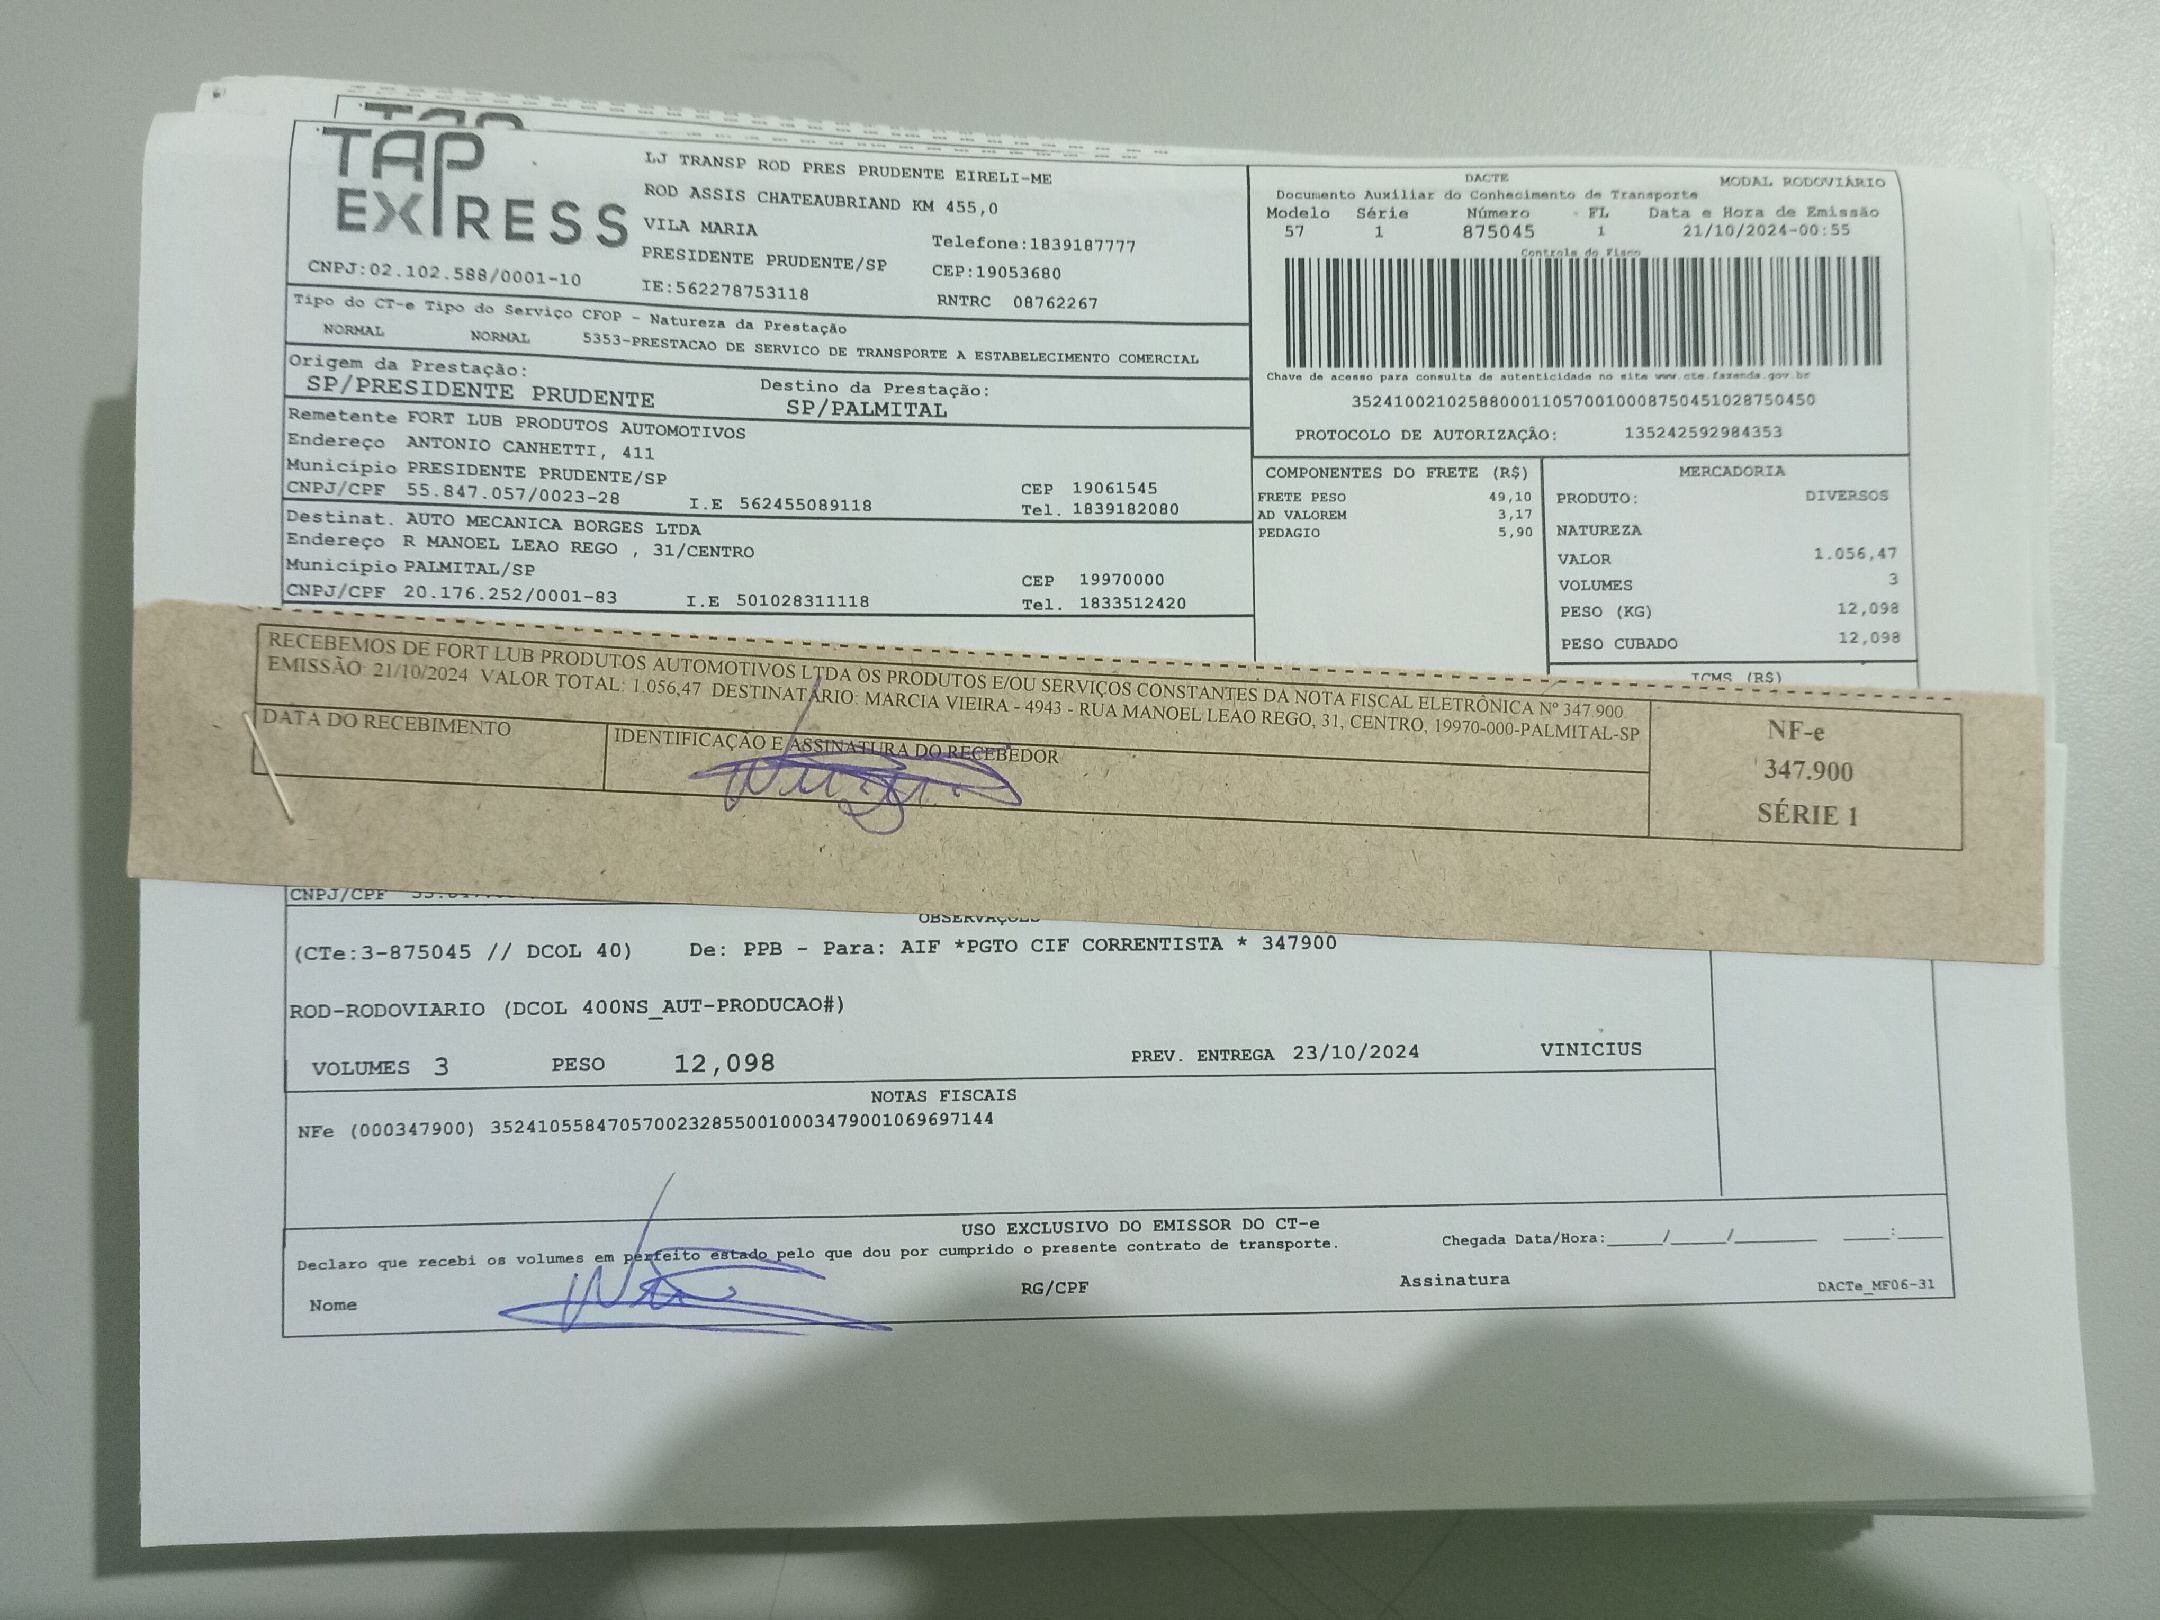 TAP
EXPRESS
CNPJ:02.102.588/0001-10
LJ TRANSP ROD PRES PRUDENTE EIRELI-ME
ROD ASSIS CHATEAUBRIAND KM 455,0
VILA MARIA
Telefone:1839187777
PRESIDENTE PRUDENTE/SP CEP:19053680
IE:562278753118 RNTRC 08762267
DACTE MODAL RODOVIÁRIO
Documento Auxiliar do Conhecimento de Transporte
Modelo Série Número FL Data e Hora de Emissão
57 1 875045 1 21/10/2024-00:55
Controle do Fisco
Chave de acesso para consulta de autenticidade no site www.cte.fazenda.gov.br
35241002102588000110570010008750451028750450
PROTOCOLO DE AUTORIZAÇÃO: 135242592984353
Tipo do CT-e Tipo do Serviço CFOP - Natureza da Prestação
NORMAL NORMAL 5353-PRESTACAO DE SERVICO DE TRANSPORTE A ESTABELECIMENTO COMERCIAL
Origem da Prestação: Destino da Prestação:
SP/PRESIDENTE PRUDENTE SP/PALMITAL
Remetente FORT LUB PRODUTOS AUTOMOTIVOS
Endereço ANTONIO CANHETTI, 411
Município PRESIDENTE PRUDENTE/SP CEP 19061545
CNPJ/CPF 55.847.057/0023-28 I.E 562455089118 Tel. 1839182080
Destinat. AUTO MECANICA BORGES LTDA
Endereço R MANOEL LEAO REGO , 31/CENTRO
Município PALMITAL/SP CEP 19970000
CNPJ/CPF 20.176.252/0001-83 I.E 501028311118 Tel. 1833512420
COMPONENTES DO FRETE (R$)
FRETE PESO 49,10
AD VALOREM 3,17
PEDAGIO 5,90
MERCADORIA
PRODUTO: DIVERSOS
NATUREZA
VALOR 1.056,47
VOLUMES 3
PESO (KG) 12,098
PESO CUBADO 12,098
ICMS (R$)
RECEBEMOS DE FORT LUB PRODUTOS AUTOMOTIVOS LTDA OS PRODUTOS E/OU SERVIÇOS CONSTANTES DA NOTA FISCAL ELETRÔNICA Nº 347.900
EMISSÃO: 21/10/2024 VALOR TOTAL: 1.056,47 DESTINATÁRIO: MARCIA VIEIRA - 4943 - RUA MANOEL LEAO REGO, 31, CENTRO, 19970-000-PALMITAL-SP
DATA DO RECEBIMENTO IDENTIFICAÇÃO E ASSINATURA DO RECEBEDOR
NF-e
347.900
SÉRIE 1
CNPJ/CPF
OBSERVAÇÕES
(CTe:3-875045 // DCOL 40) De: PPB - Para: AIF *PGTO CIF CORRENTISTA * 347900
ROD-RODOVIARIO (DCOL 400NS_AUT-PRODUCAO#)
VOLUMES 3 PESO 12,098 PREV. ENTREGA 23/10/2024 VINICIUS
NOTAS FISCAIS
NFe (000347900) 35241055847057002328550010003479001069697144
USO EXCLUSIVO DO EMISSOR DO CT-e
Declaro que recebi os volumes em perfeito estado pelo que dou por cumprido o presente contrato de transporte. Chegada Data/Hora:_____/_____/________ ____:____
Nome RG/CPF Assinatura DACTe_MF06-31